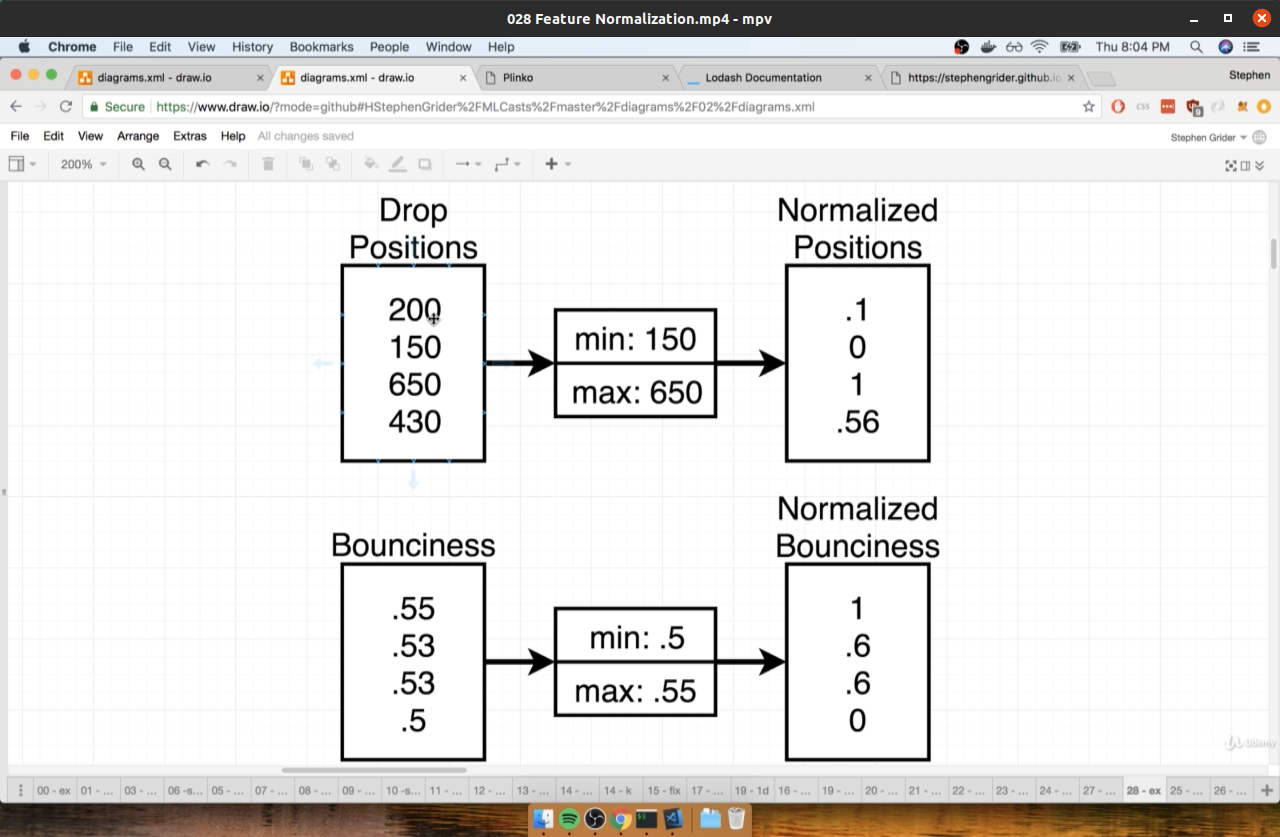 028 Feature Normalization.mp4 - mpv
Chrome File Edit View History Bookmarks People Window Help Thu 8:04 PM
diagrams.xml - draw.io diagrams.xml - draw.io Plinko Lodash Documentation https://stephengrider.github.io Stephen
Secure https://www.draw.io/?mode=github#HStephenGrider%2FMLCasts%2Fmaster%2Fdiagrams%2F02%2Fdiagrams.xml
File Edit View Arrange Extras Help All changes saved Stephen Grider
200%
Drop
Positions
200
150
650
430
min: 150
max: 650
Normalized
Positions
.1
0
1
.56
Bounciness
.55
.53
.53
.5
min: .5
max: .55
Normalized
Bounciness
1
.6
.6
0
Udemy
00 - ex 01 - ... 03 - ... 06 -s... 05 - ... 07 - ... 08 - ... 09 - ... 10 -s... 11 - ... 12 - ... 13 - ... 14 - ... 14 - k 15 - fix 17 - ... 19 - 1d 16 - ... 19 - ... 20 - ... 21 - ... 22 - ... 23 - ... 24 - ... 27 - ... 28 - ex 25 - ... 26 - ...